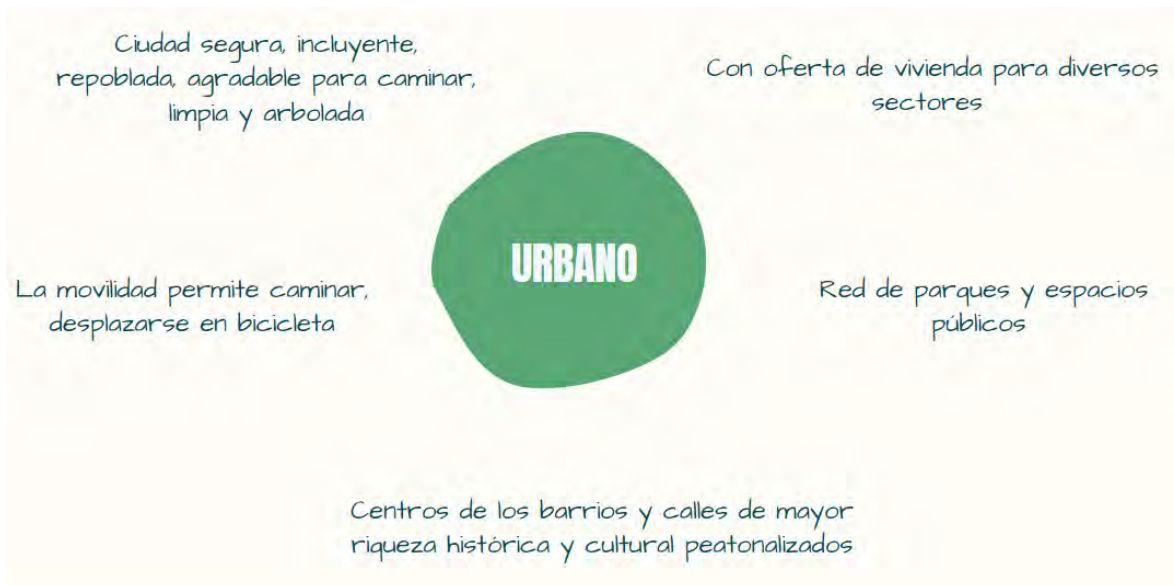 Ciudad segura, incluyente,
repoblada, agradable para caminar,
limpia y arbolada
Con oferta de vivienda para diversos
sectores
URBANO
La movilidad permite caminar,
desplazarse en bicicleta
Red de parques y espacios
públicos
Centros de los barrios y calles de mayor
riqueza histórica y cultural peatonalizados